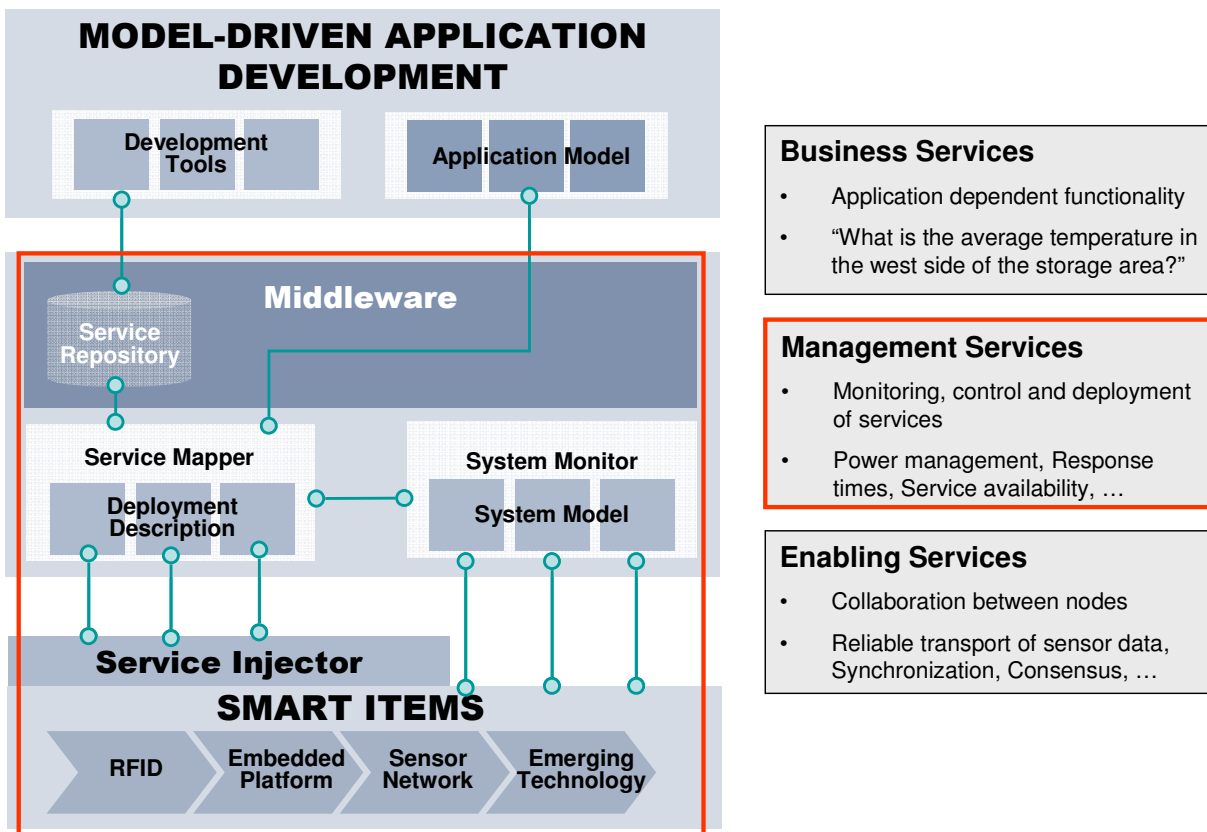 MODEL-DRIVEN APPLICATION
DEVELOPMENT
Development
Tools
Application Model
Middleware
Service
Repository
Service Mapper
Deployment
Description
System Monitor
System Model
Service Injector
SMART ITEMS
RFID
Embedded
Platform
Sensor
Network
Emerging
Technology
Business Services
• Application dependent functionality
• “What is the average temperature in
the west side of the storage area?”
Management Services
• Monitoring, control and deployment
of services
• Power management, Response
times, Service availability, …
Enabling Services
• Collaboration between nodes
• Reliable transport of sensor data,
Synchronization, Consensus, …